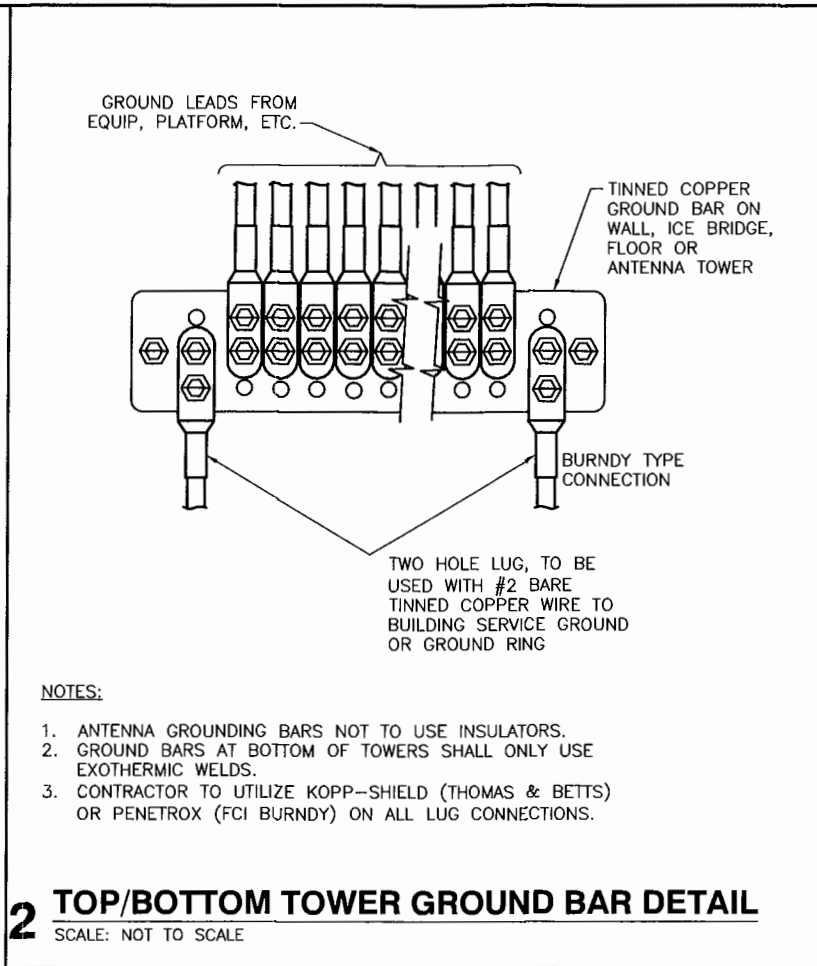 GROUND LEADS FROM
EQUIP, PLATFORM, ETC.
TINNED COPPER
GROUND BAR ON
WALL, ICE BRIDGE,
FLOOR OR
ANTENNA TOWER
BURNDY TYPE
CONNECTION
TWO HOLE LUG, TO BE
USED WITH #2 BARE
TINNED COPPER WIRE TO
BUILDING SERVICE GROUND
OR GROUND RING
NOTES:
1. ANTENNA GROUNDING BARS NOT TO USE INSULATORS.
2. GROUND BARS AT BOTTOM OF TOWERS SHALL ONLY USE
EXOTHERMIC WELDS.
3. CONTRACTOR TO UTILIZE KOPP-SHIELD (THOMAS & BETTS)
OR PENETROX (FCI BURNDY) ON ALL LUG CONNECTIONS.
2 TOP/BOTTOM TOWER GROUND BAR DETAIL
SCALE: NOT TO SCALE